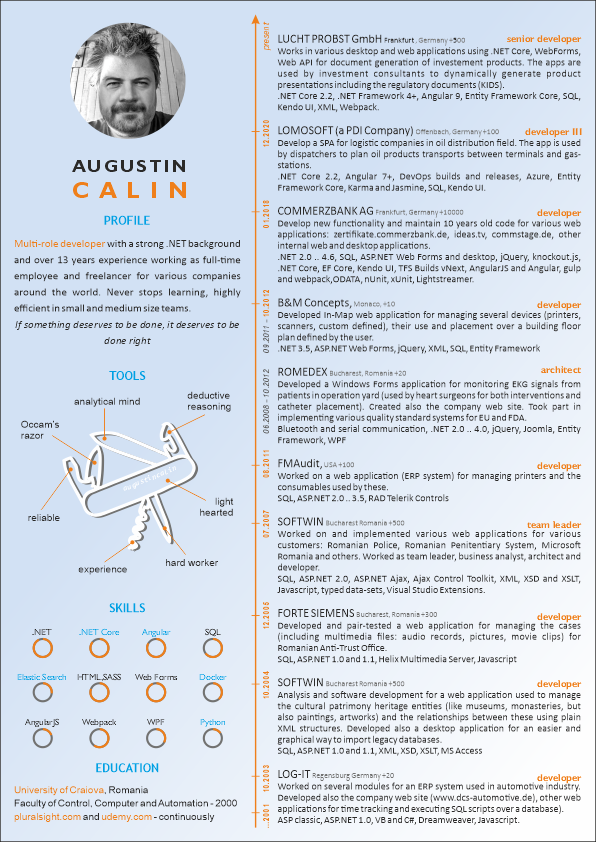 AUGUSTIN
CALIN
PROFILE
Multi-role developer with a strong .NET background
and over 13 years experience working as full-time
employee and freelancer for various companies
around the world. Never stops learning, highly
efficient in small and medium size teams.
If something deserves to be done, it deserves to be
done right
TOOLS
analytical mind
deductive
reasoning
Occam's
razor
reliable
light
hearted
experience
hard worker
SKILLS
.NET
.NET Core
Angular
SQL
Elastic Search
HTML,SASS
Web Forms
Docker
AngularJS
Webpack
WPF
Python
EDUCATION
University of Craiova, Romania
Faculty of Control, Computer and Automation - 2000
pluralsight.com and udemy.com - continuously
present
LUCHT PROBST GmbH Frankfurt, Germany +500
senior developer
Works in various desktop and web applications using .NET Core, WebForms,
Web API for document generation of investement products. The apps are
used by investment consultants to dynamically generate product
presentations including the regulatory documents (KIDS).
.NET Core 2.2, .NET Framework 4+, Angular 9, Entity Framework Core, SQL,
Kendo UI, XML, Webpack.
12.2020
LOMOSOFT (a PDI Company) Offenbach, Germany +100
developer III
Develop a SPA for logistic companies in oil distribution field. The app is used
by dispatchers to plan oil products transports between terminals and gas-
stations.
.NET Core 2.2, Angular 7+, DevOps builds and releases, Azure, Entity
Framework Core, Karma and Jasmine, SQL, Kendo UI.
01.2018
COMMERZBANK AG Frankfurt, Germany +10000
developer
Develop new functionality and maintain 10 years old code for various web
applications: zertifikate.commerzbank.de, ideas.tv, commstage.de, other
internal web and desktop applications.
.NET 2.0 .. 4.6, SQL, ASP.NET Web Forms and desktop, jQuery, knockout.js,
.NET Core, EF Core, Kendo UI, TFS Builds vNext, AngularJS and Angular, gulp
and webpack,ODATA, nUnit, xUnit, Lightstreamer.
09.2011 - 10.2012
B&M Concepts, Monaco, +10
developer
Developed In-Map web application for managing several devices (printers,
scanners, custom defined), their use and placement over a building floor
plan defined by the user.
.NET 3.5, ASP.NET Web Forms, jQuery, XML, SQL, Entity Framework
06.2008 - 10.2012
ROMEDEX Bucharest, Romania +20
architect
Developed a Windows Forms application for monitoring EKG signals from
patients in operation yard (used by heart surgeons for both interventions and
catheter placement). Created also the company web site. Took part in
implementing various quality standard systems for EU and FDA.
Bluetooth and serial communication, .NET 2.0 .. 4.0, jQuery, Joomla, Entity
Framework, WPF
08.2011
FMAudit, USA +100
developer
Worked on a web application (ERP system) for managing printers and the
consumables used by these.
SQL, ASP.NET 2.0 .. 3.5, RAD Telerik Controls
07.2007
SOFTWIN Bucharest Romania +500
team leader
Worked on and implemented various web applications for various
customers: Romanian Police, Romanian Penitentiary System, Microsoft
Romania and others. Worked as team leader, business analyst, architect and
developer.
SQL, ASP.NET 2.0, ASP.NET Ajax, Ajax Control Toolkit, XML, XSD and XSLT,
Javascript, typed data-sets, Visual Studio Extensions.
12.2005
FORTE SIEMENS Bucharest, Romania +300
developer
Developed and pair-tested a web application for managing the cases
(including multimedia files: audio records, pictures, movie clips) for
Romanian Anti-Trust Office.
SQL, ASP.NET 1.0 and 1.1, Helix Multimedia Server, Javascript
10.2004
SOFTWIN Bucharest Romania +500
developer
Analysis and software development for a web application used to manage
the cultural patrimony heritage entities (like museums, monasteries, but
also paintings, artworks) and the relationships between these using plain
XML structures. Developed also a desktop application for an easier and
graphical way to import legacy databases.
SQL, ASP.NET 1.0 and 1.1, XML, XSD, XSLT, MS Access
10.2003
LOG-IT Regensburg Germany +20
developer
Worked on several modules for an ERP system used in automotive industry.
Developed also the company web site (www.dcs-automotive.de), other web
applications for time tracking and executing SQL scripts over a database).
ASP classic, ASP.NET 1.0, VB and C#, Dreamweaver, Javascript.
..2001